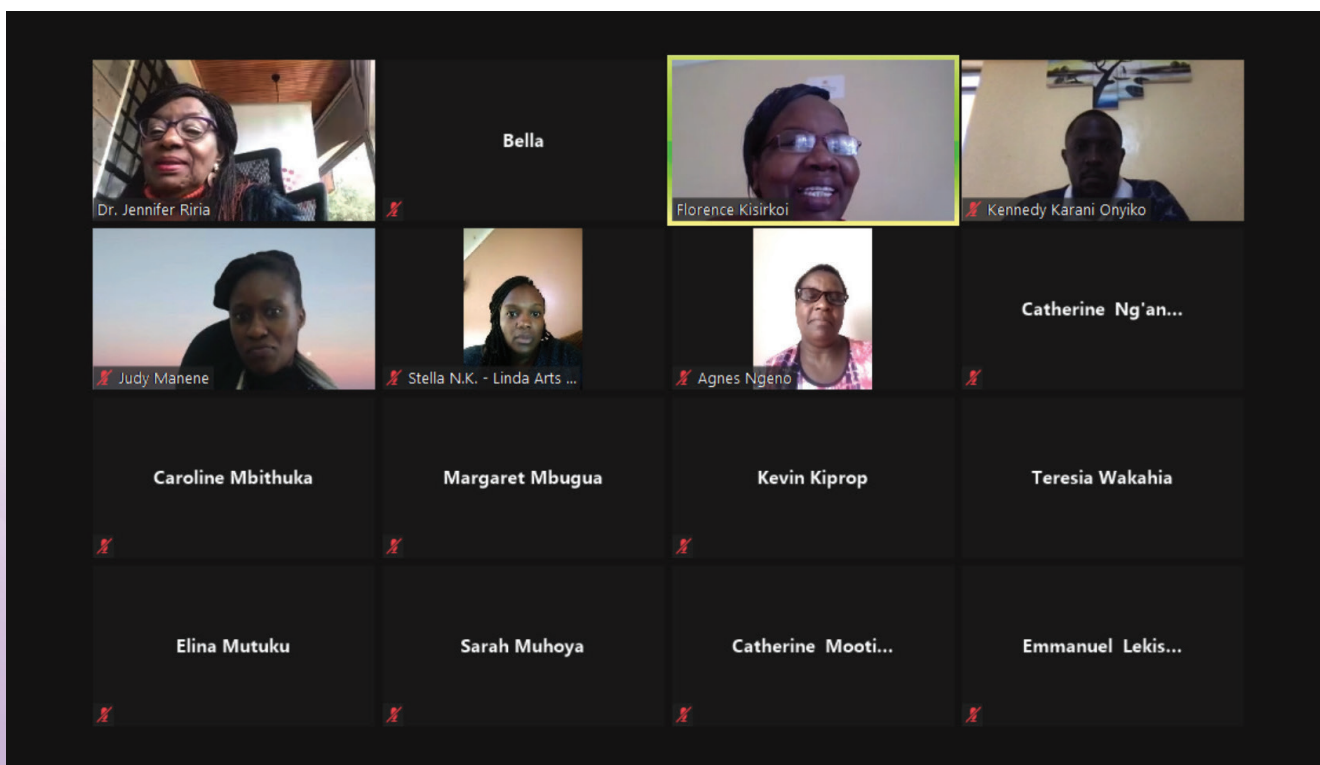 Dr. Jennifer Riria
Bella
Florence Kisirkoi
Kennedy Karani Onyiko
Judy Manene
Stella N.K. - Linda Arts ...
Agnes Ngeno
Catherine Ng'an...
Caroline Mbithuka
Margaret Mbugua
Kevin Kiprop
Teresia Wakahia
Elina Mutuku
Sarah Muhoya
Catherine Mooti...
Emmanuel Lekis...